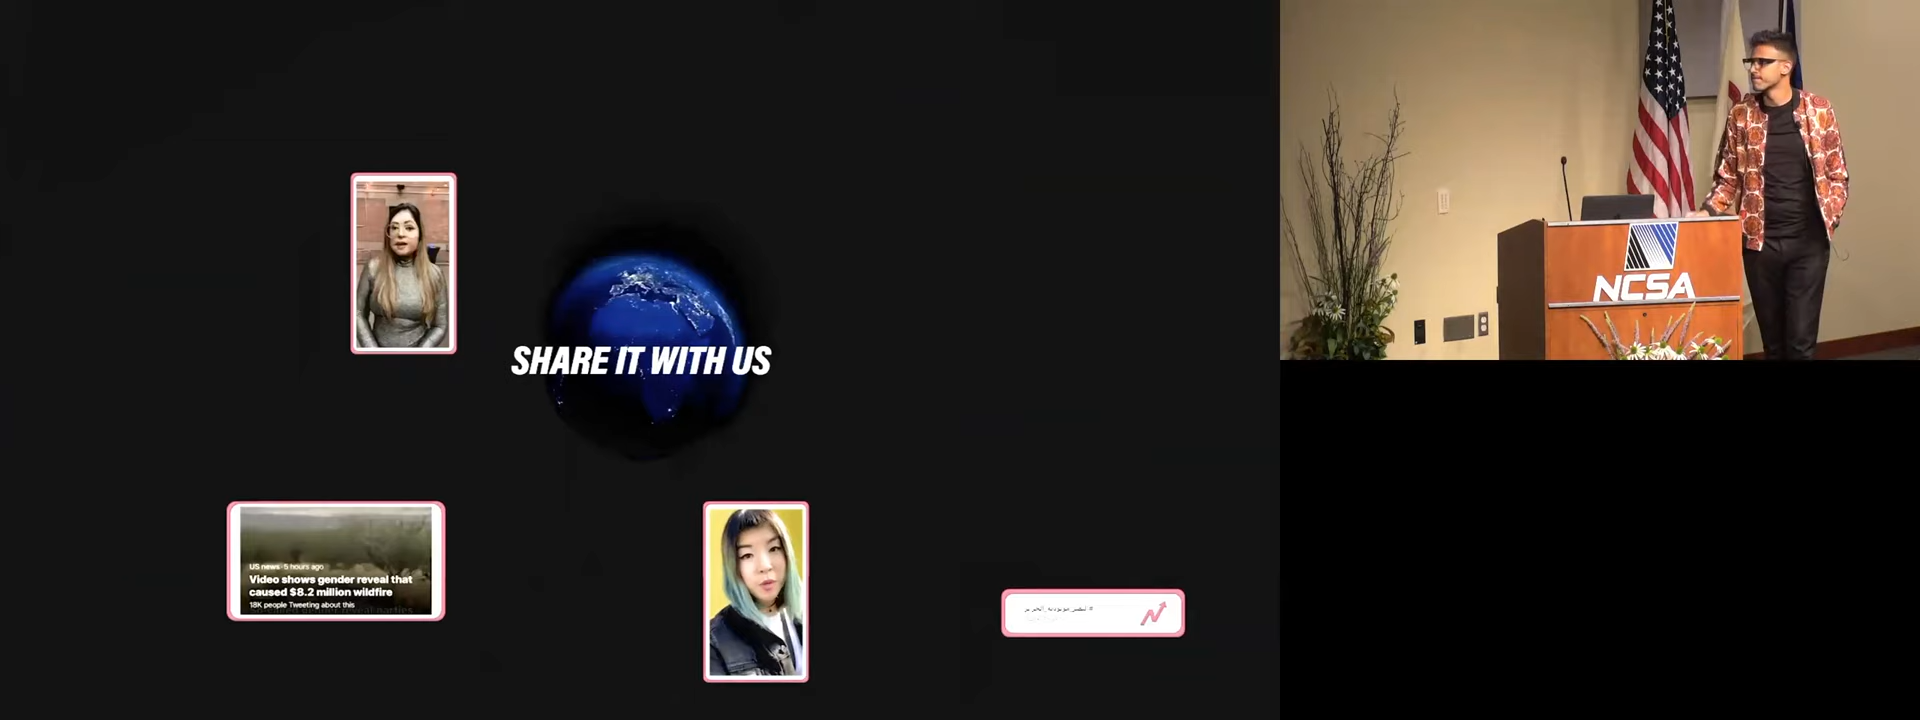 SHARE IT WITH US
US news · 5 hours ago
Video shows gender reveal that
caused $8.2 million wildfire
18K people Tweeting about this
NCSA